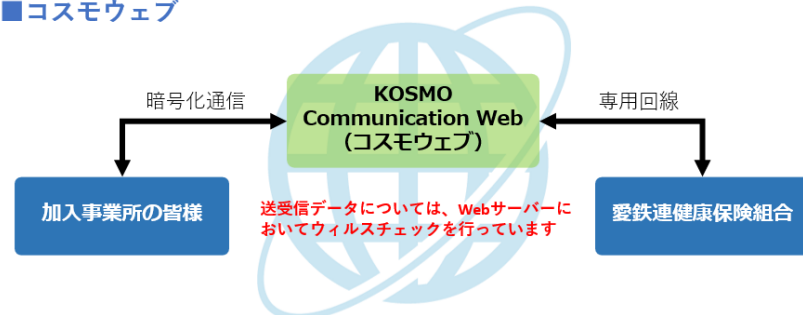 ■コスモウェブ
暗号化通信
KOSMO
Communication Web
（コスモウェブ）
専用回線
加入事業所の皆様
送受信データについては、Webサーバーに
おいてウィルスチェックを行っています
愛鉄連健康保険組合